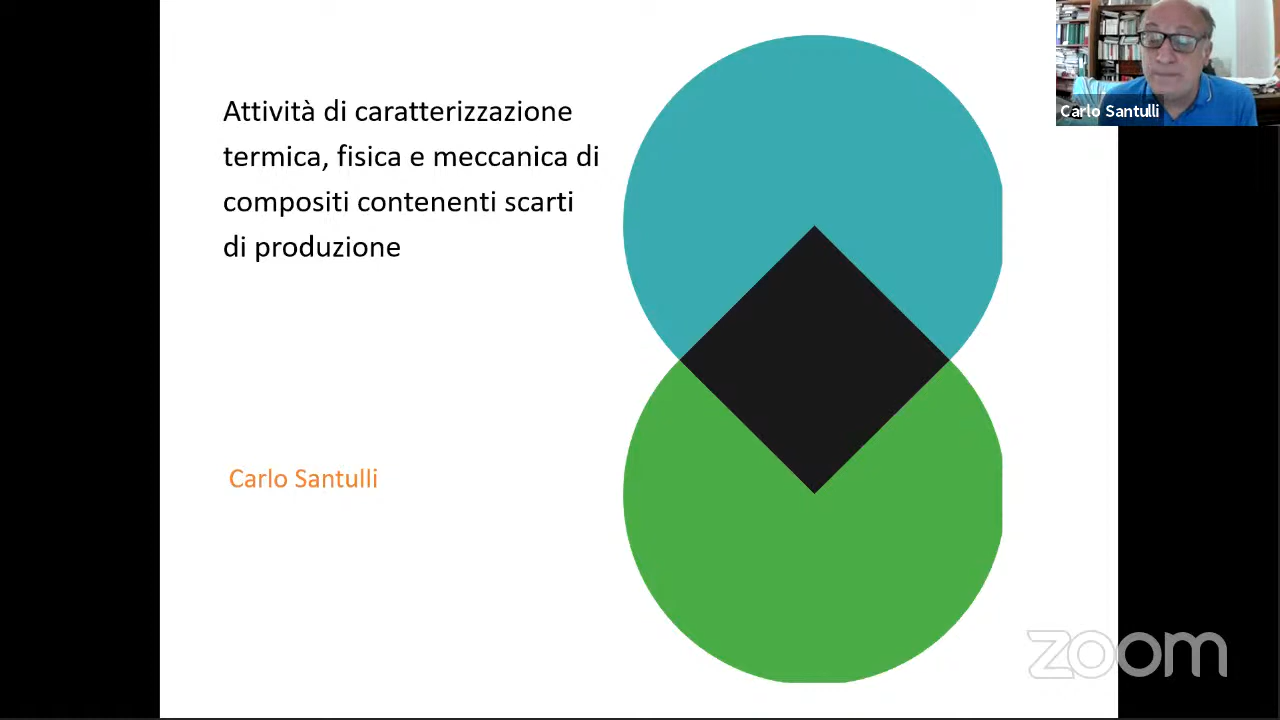 Attività di caratterizzazione
termica, fisica e meccanica di
compositi contenenti scarti
di produzione
Carlo Santulli
Carlo Santulli
zoom